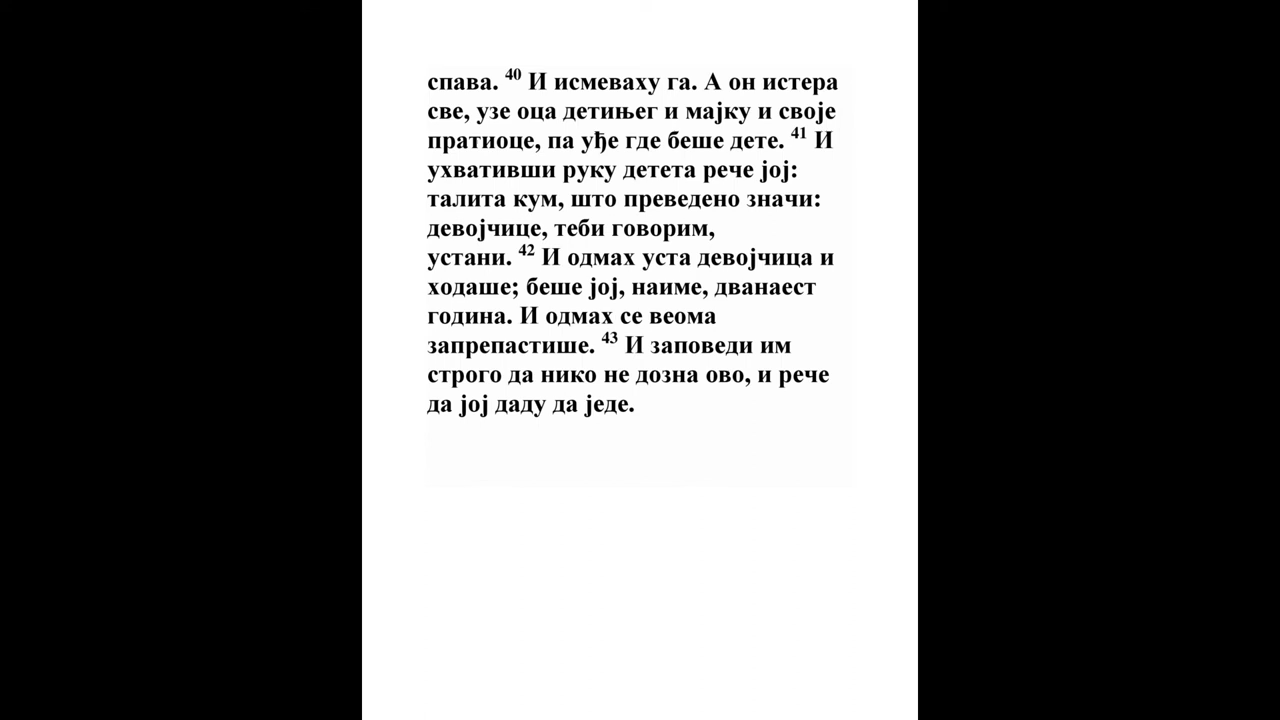 спава. 40 И исмеваху га. А он истера
све, узе оца детињег и мајку и своје
пратиоце, па уђе где беше дете. 41 И
ухвативши руку детета рече јој:
талита кум, што преведено значи:
девојчице, теби говорим,
устани. 42 И одмах уста девојчица и
ходаше; беше јој, наиме, дванаест
година. И одмах се веома
запрепастише. 43 И заповеди им
строго да нико не дозна ово, и рече
да јој даду да једе.